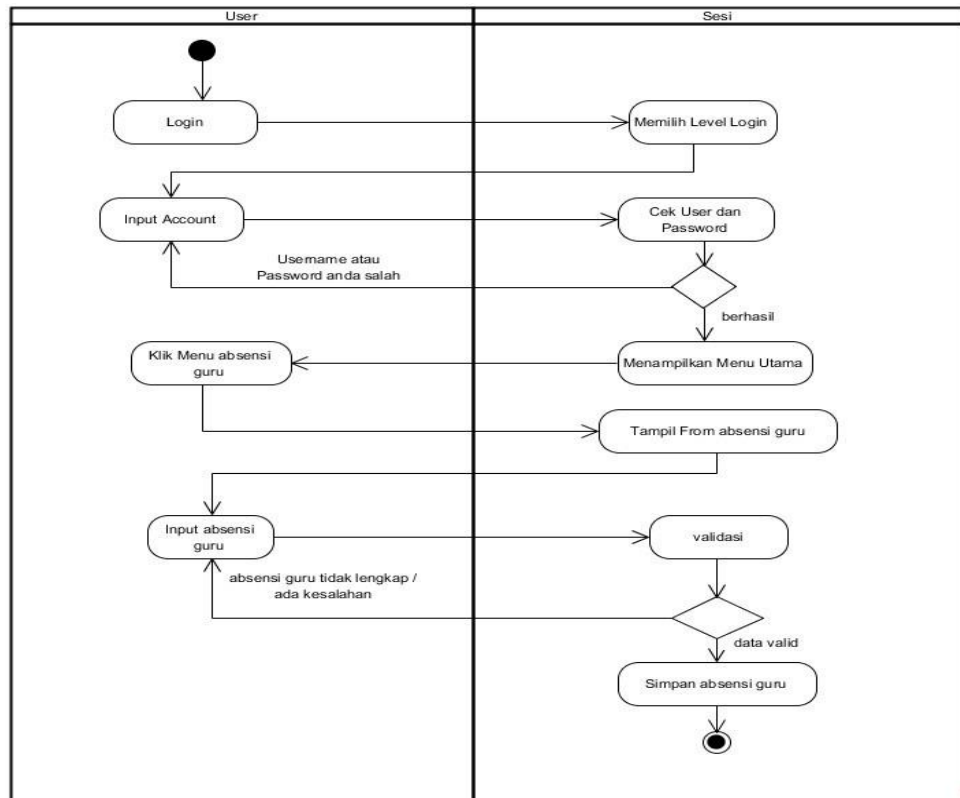 User
Sesi
Login
Memilih Level Login
Input Account
Cek User dan
Password
Username atau
Password anda salah
berhasil
Klik Menu absensi
guru
Menampilkan Menu Utama
Tampil From absensi guru
Input absensi
guru
validasi
absensi guru tidak lengkap /
ada kesalahan
data valid
Simpan absensi guru